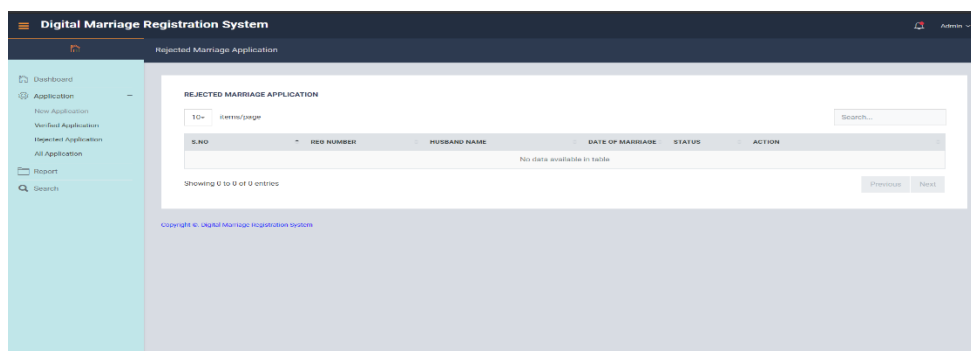 Digital Marriage Registration System
Admin
Rejected Marriage Application
Dashboard
Application
New Application
Verified Application
Rejected Application
All Application
Report
Search
REJECTED MARRIAGE APPLICATION
10 items/page
Search...
S.NO REG NUMBER HUSBAND NAME DATE OF MARRIAGE STATUS ACTION
No data available in table
Showing 0 to 0 of 0 entries
Previous Next
Copyright ©. Digital Marriage Registration System